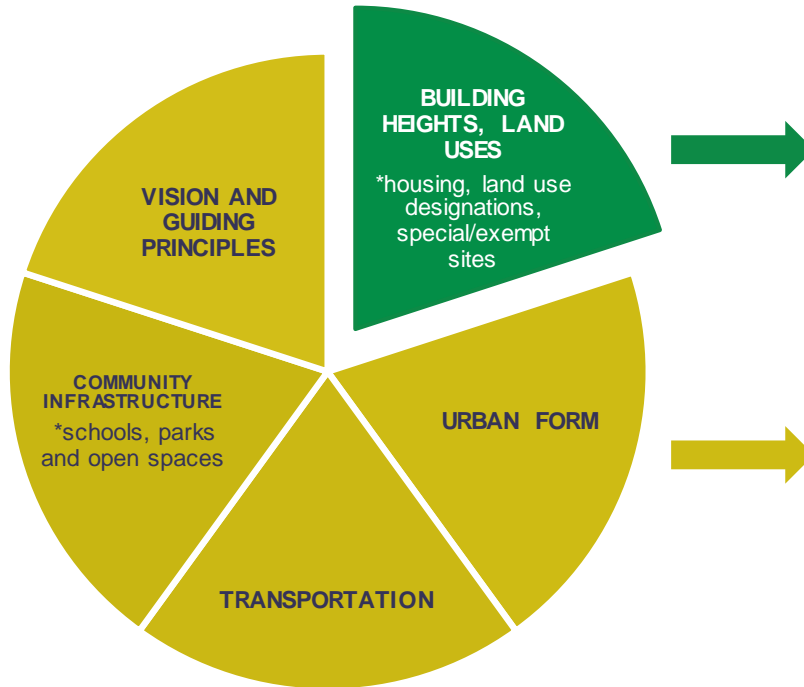 BUILDING
HEIGHTS, LAND
USES
*housing, land use
designations,
special/exempt
sites
VISION AND
GUIDING
PRINCIPLES
COMMUNITY
INFRASTRUCTURE
*schools, parks
and open spaces
URBAN FORM
TRANSPORTATION